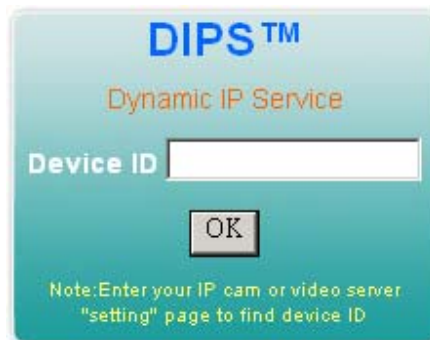 DIPS™
Dynamic IP Service
Device ID
OK
Note:Enter your IP cam or video server
"setting" page to find device ID